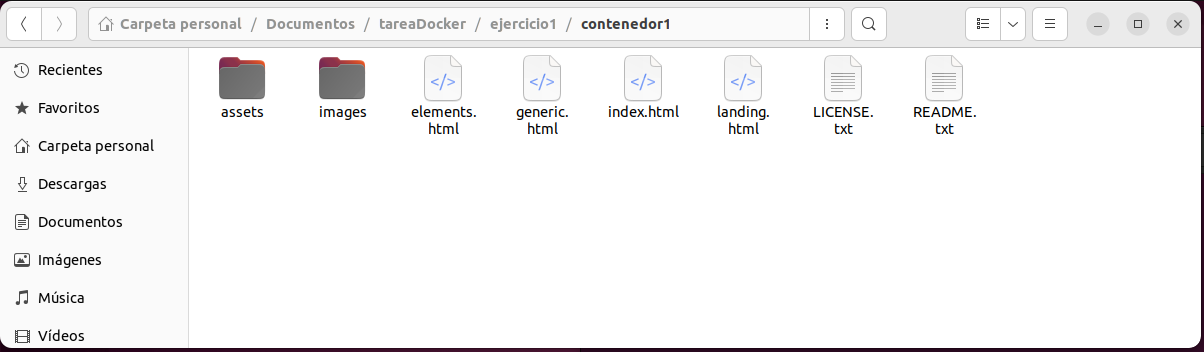 Carpeta personal / Documentos / tareaDocker / ejercicio1 / contenedor1
Recientes
Favoritos
Carpeta personal
Descargas
Documentos
Imágenes
Música
Vídeos
assets
images
elements.
html
generic.
html
index.html
landing.
html
LICENSE.
txt
README.
txt